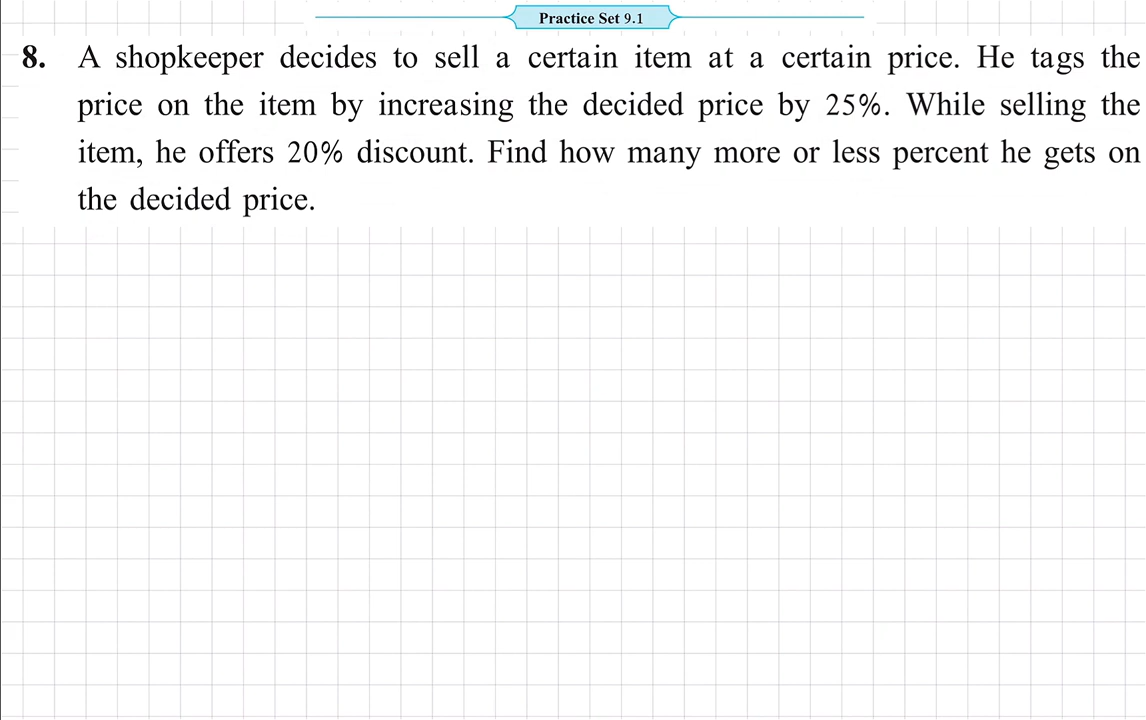 Practice Set 9.1
8. A shopkeeper decides to sell a certain item at a certain price. He tags the
price on the item by increasing the decided price by 25%. While selling the
item, he offers 20% discount. Find how many more or less percent he gets on
the decided price.